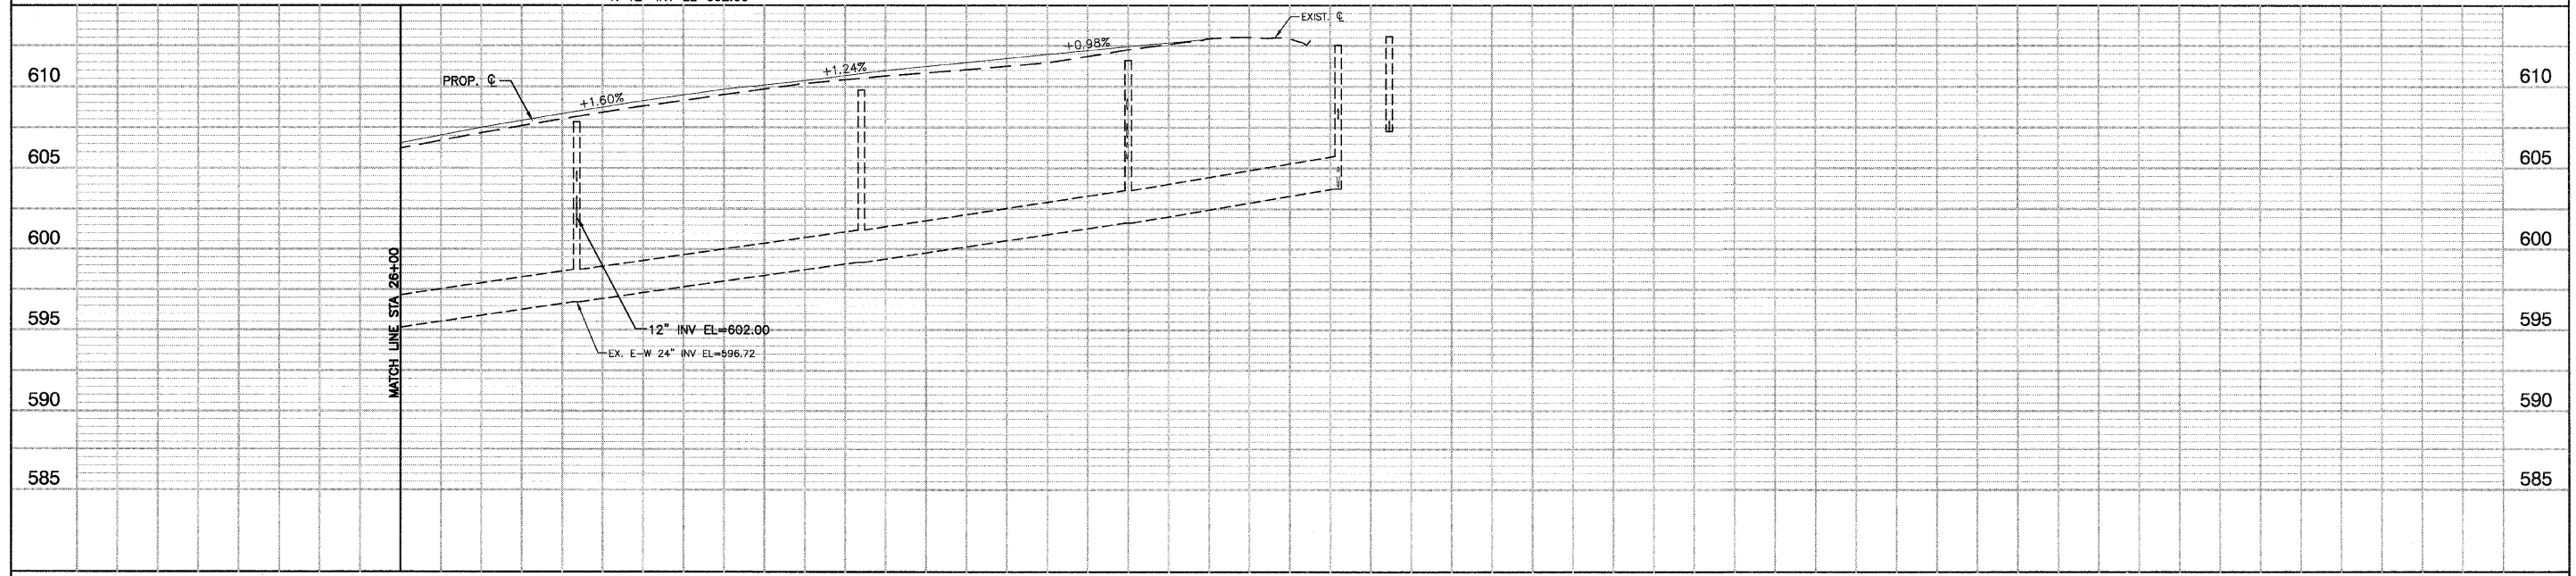 EXIST. ℄
+0.98%
+1.24%
PROP. ℄
+1.60%
610 610
605 605
600 600
MATCH LINE STA 26+00
595 595
12" INV EL=602.00
EX. E-W 24" INV EL=596.72
590 590
585 585